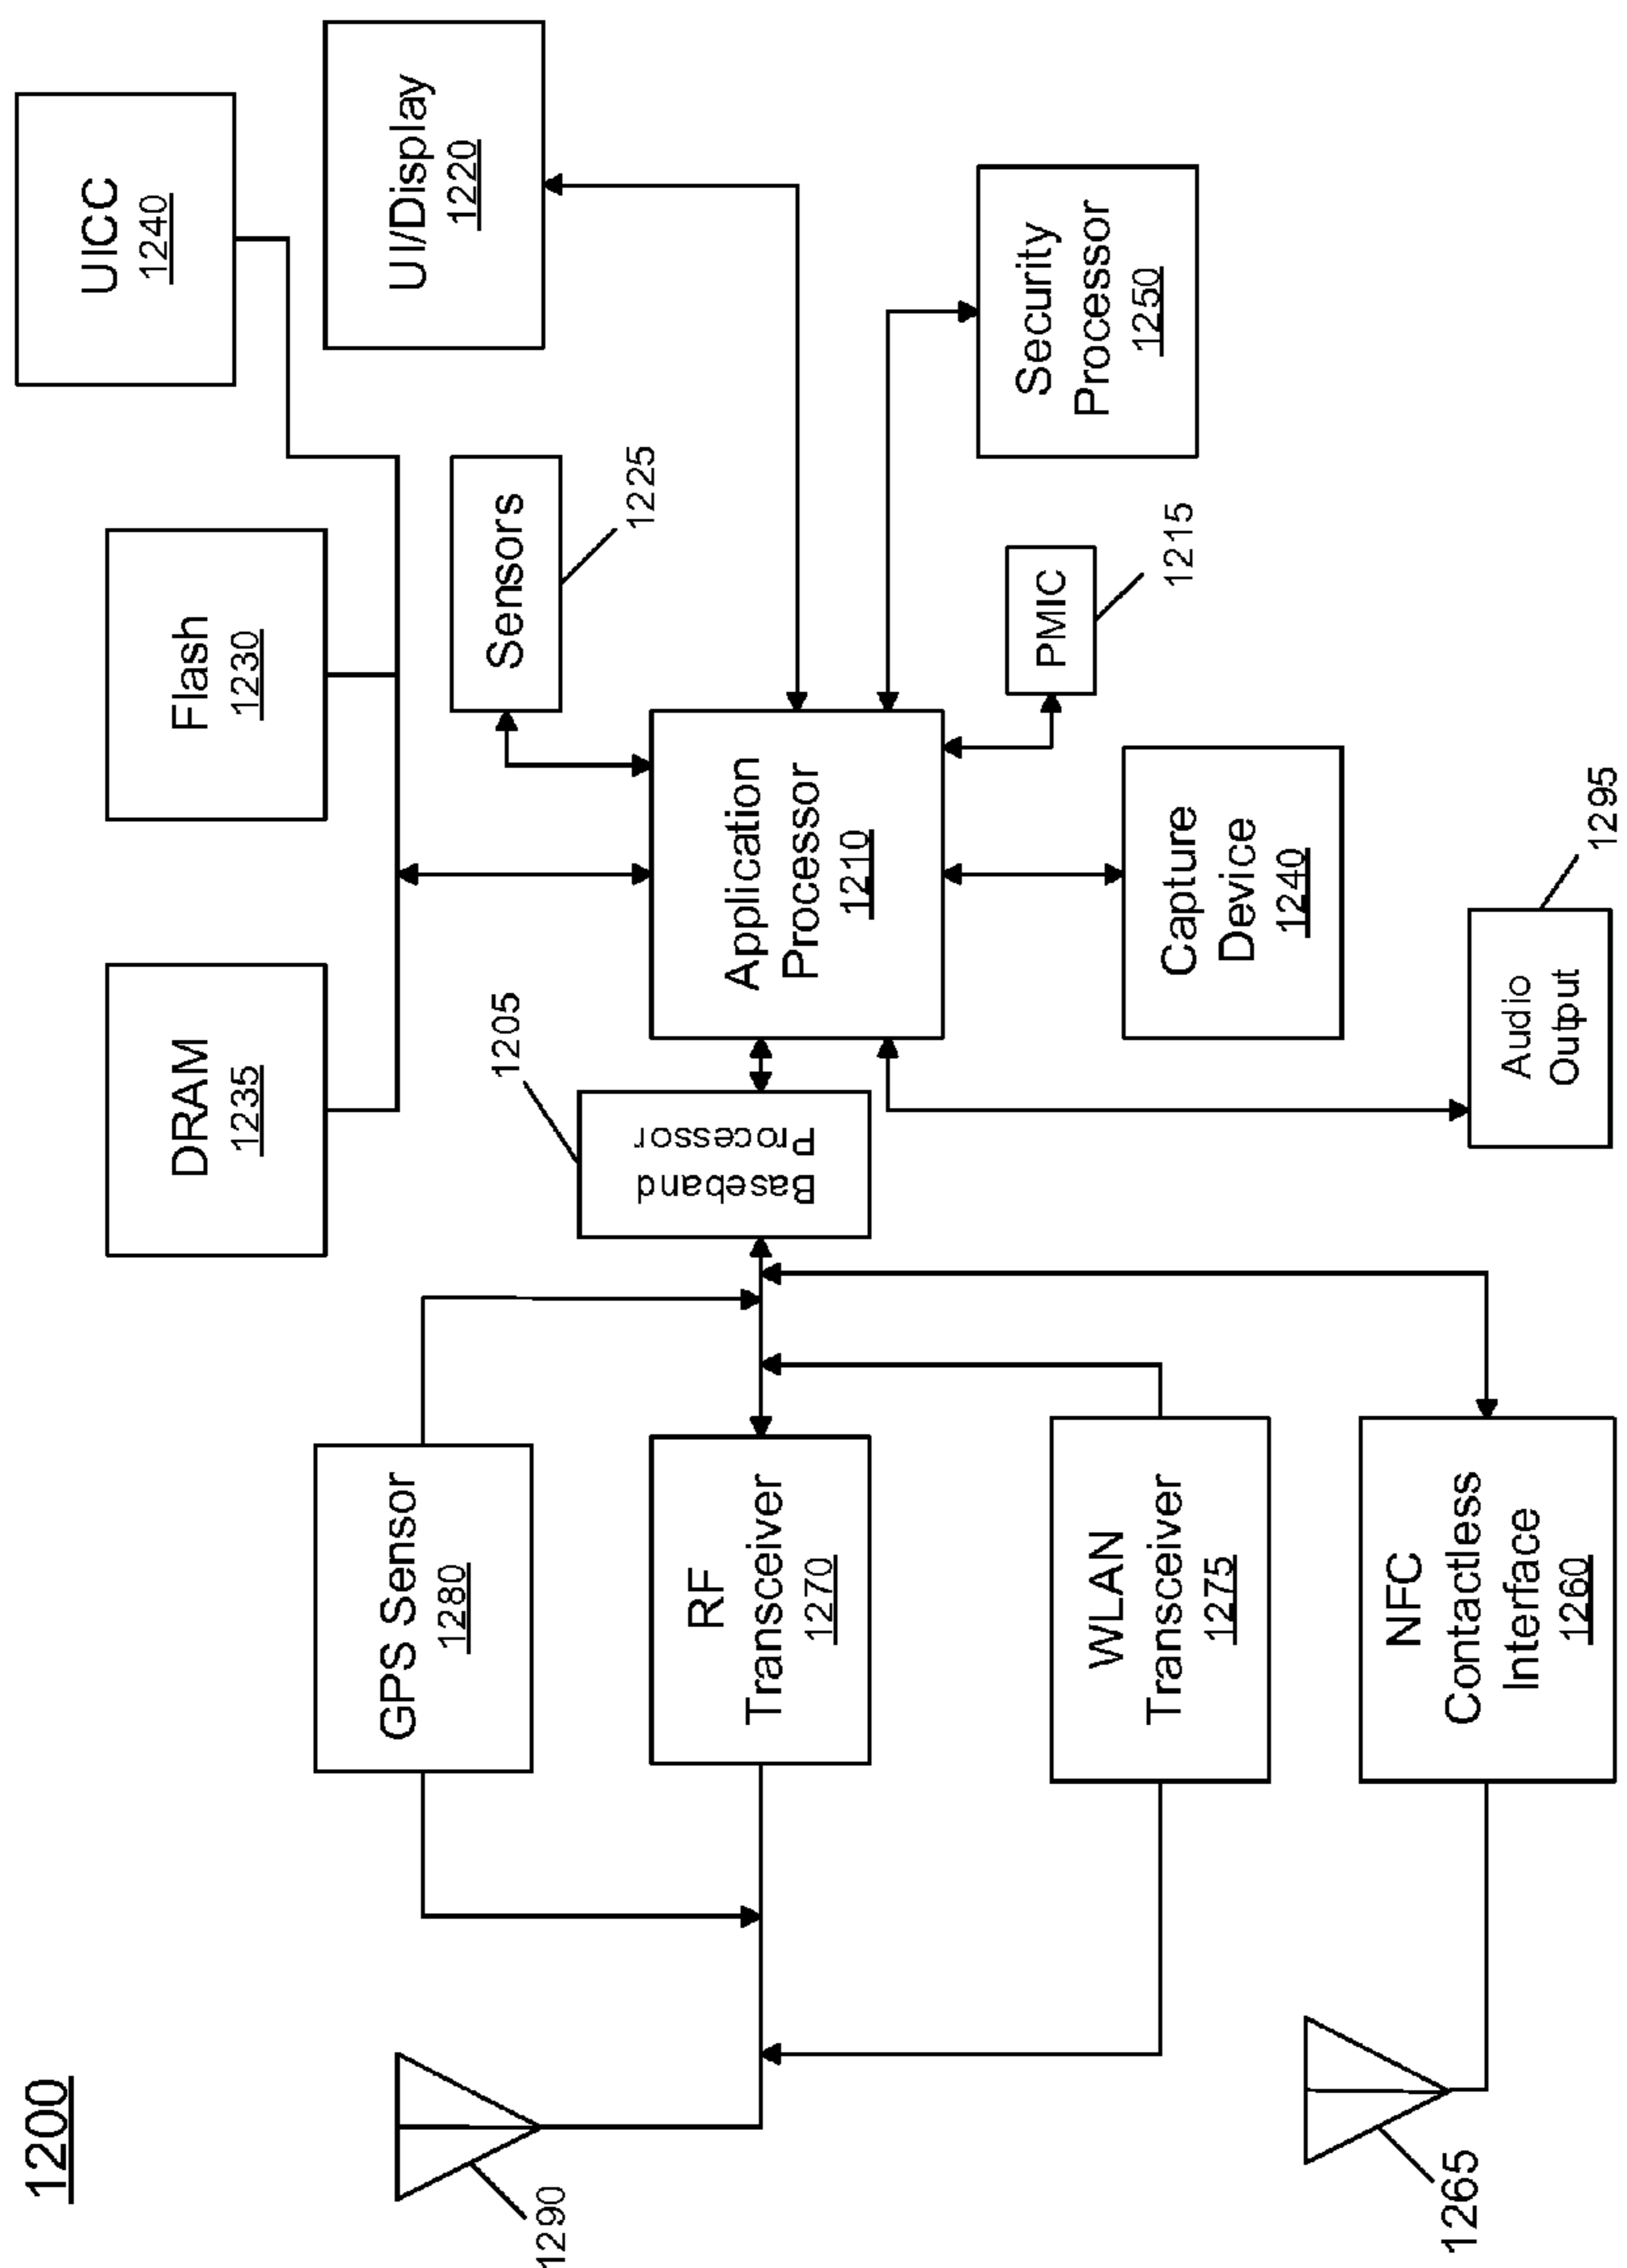 1200
UICC
1240
UI/Display
1220
Flash
1230
Sensors
1225
DRAM
1235
Security
Processor
1250
PMIC
1215
Application
Processor
1210
Capture
Device
1240
1295
Audio
Output
1205
Baseband
Processor
GPS Sensor
1280
RF
Transceiver
1270
WLAN
Transceiver
1275
NFC
Contactless
Interface
1260
1290
1265